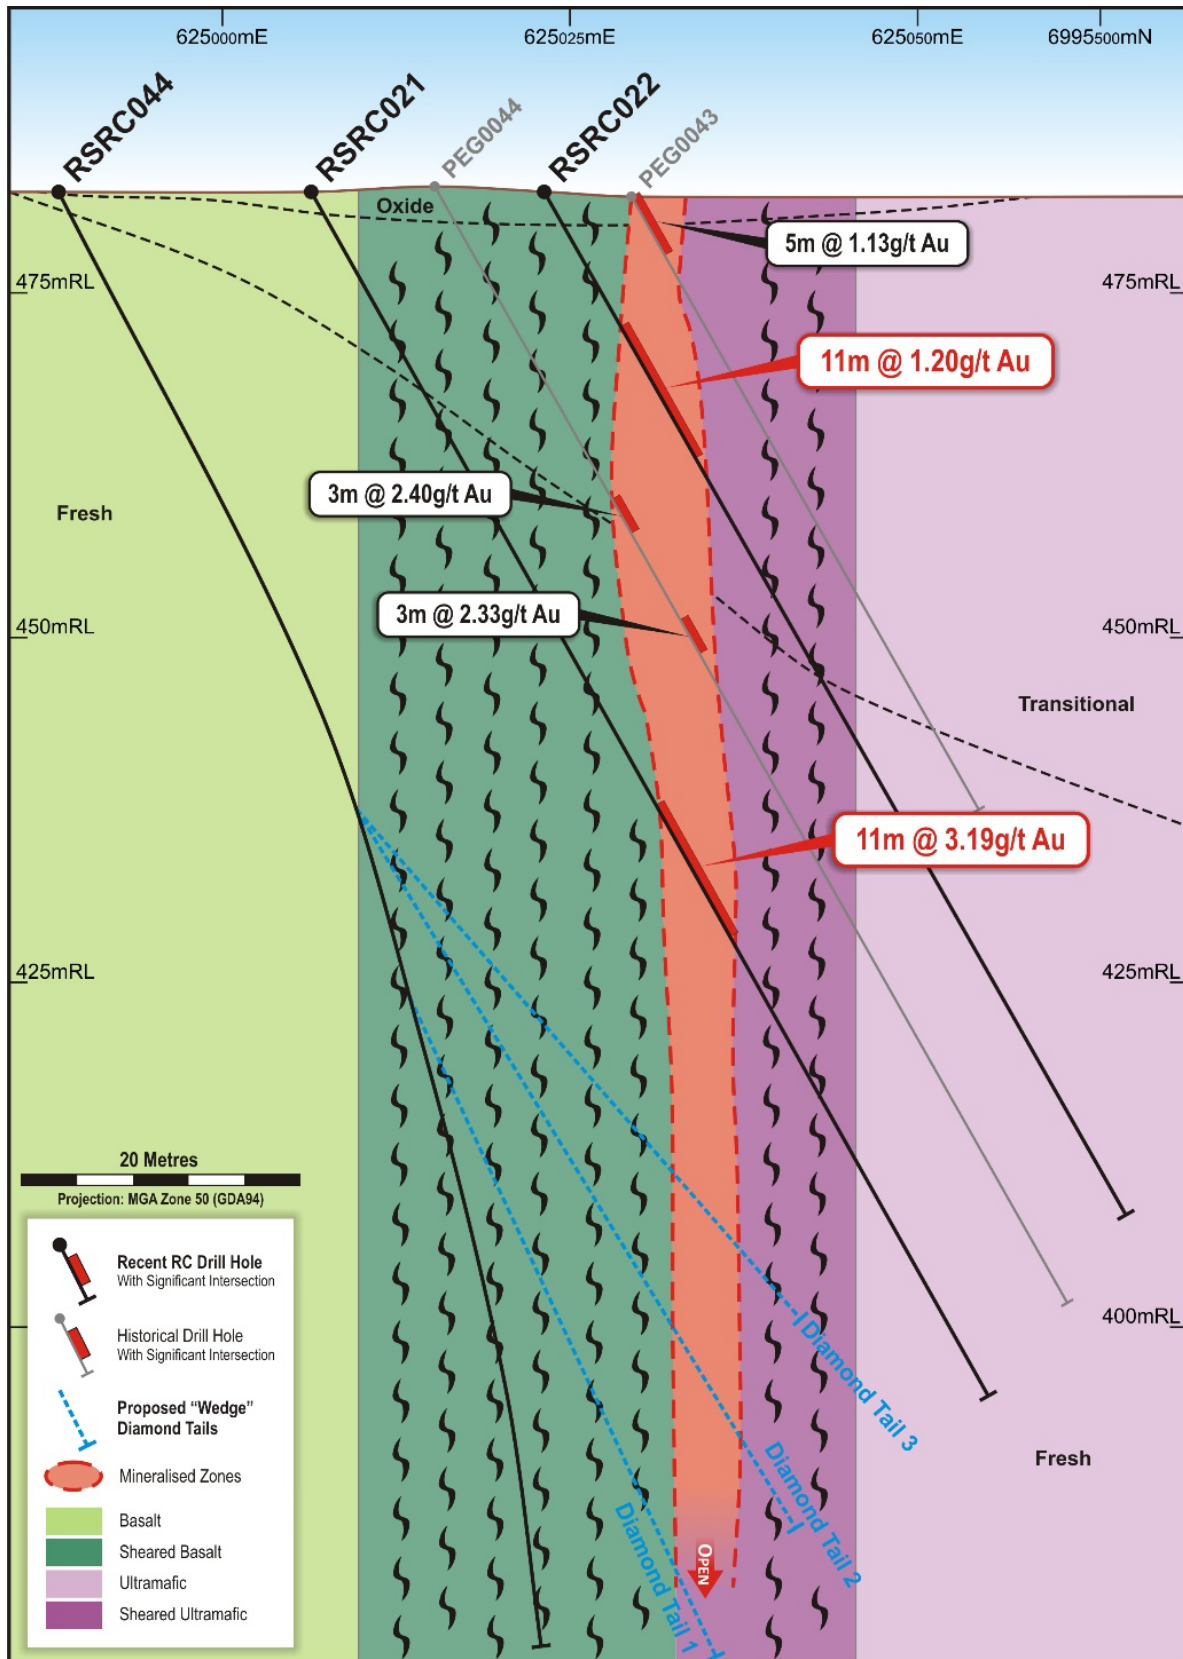 625000mE
625025mE
625050mE
6995500mN
RSRC044
RSRC021
PEG0044
RSRC022
PEG0043
Oxide
5m @ 1.13g/t Au
475mRL
475mRL
11m @ 1.20g/t Au
3m @ 2.40g/t Au
Fresh
3m @ 2.33g/t Au
450mRL
450mRL
Transitional
11m @ 3.19g/t Au
425mRL
425mRL
20 Metres
Projection: MGA Zone 50 (GDA94)
400mRL
Diamond Tail 3
Diamond Tail 2
Diamond Tail 1
Fresh
OPEN
Recent RC Drill Hole
With Significant Intersection
Historical Drill Hole
With Significant Intersection
Proposed “Wedge”
Diamond Tails
Mineralised Zones
Basalt
Sheared Basalt
Ultramafic
Sheared Ultramafic